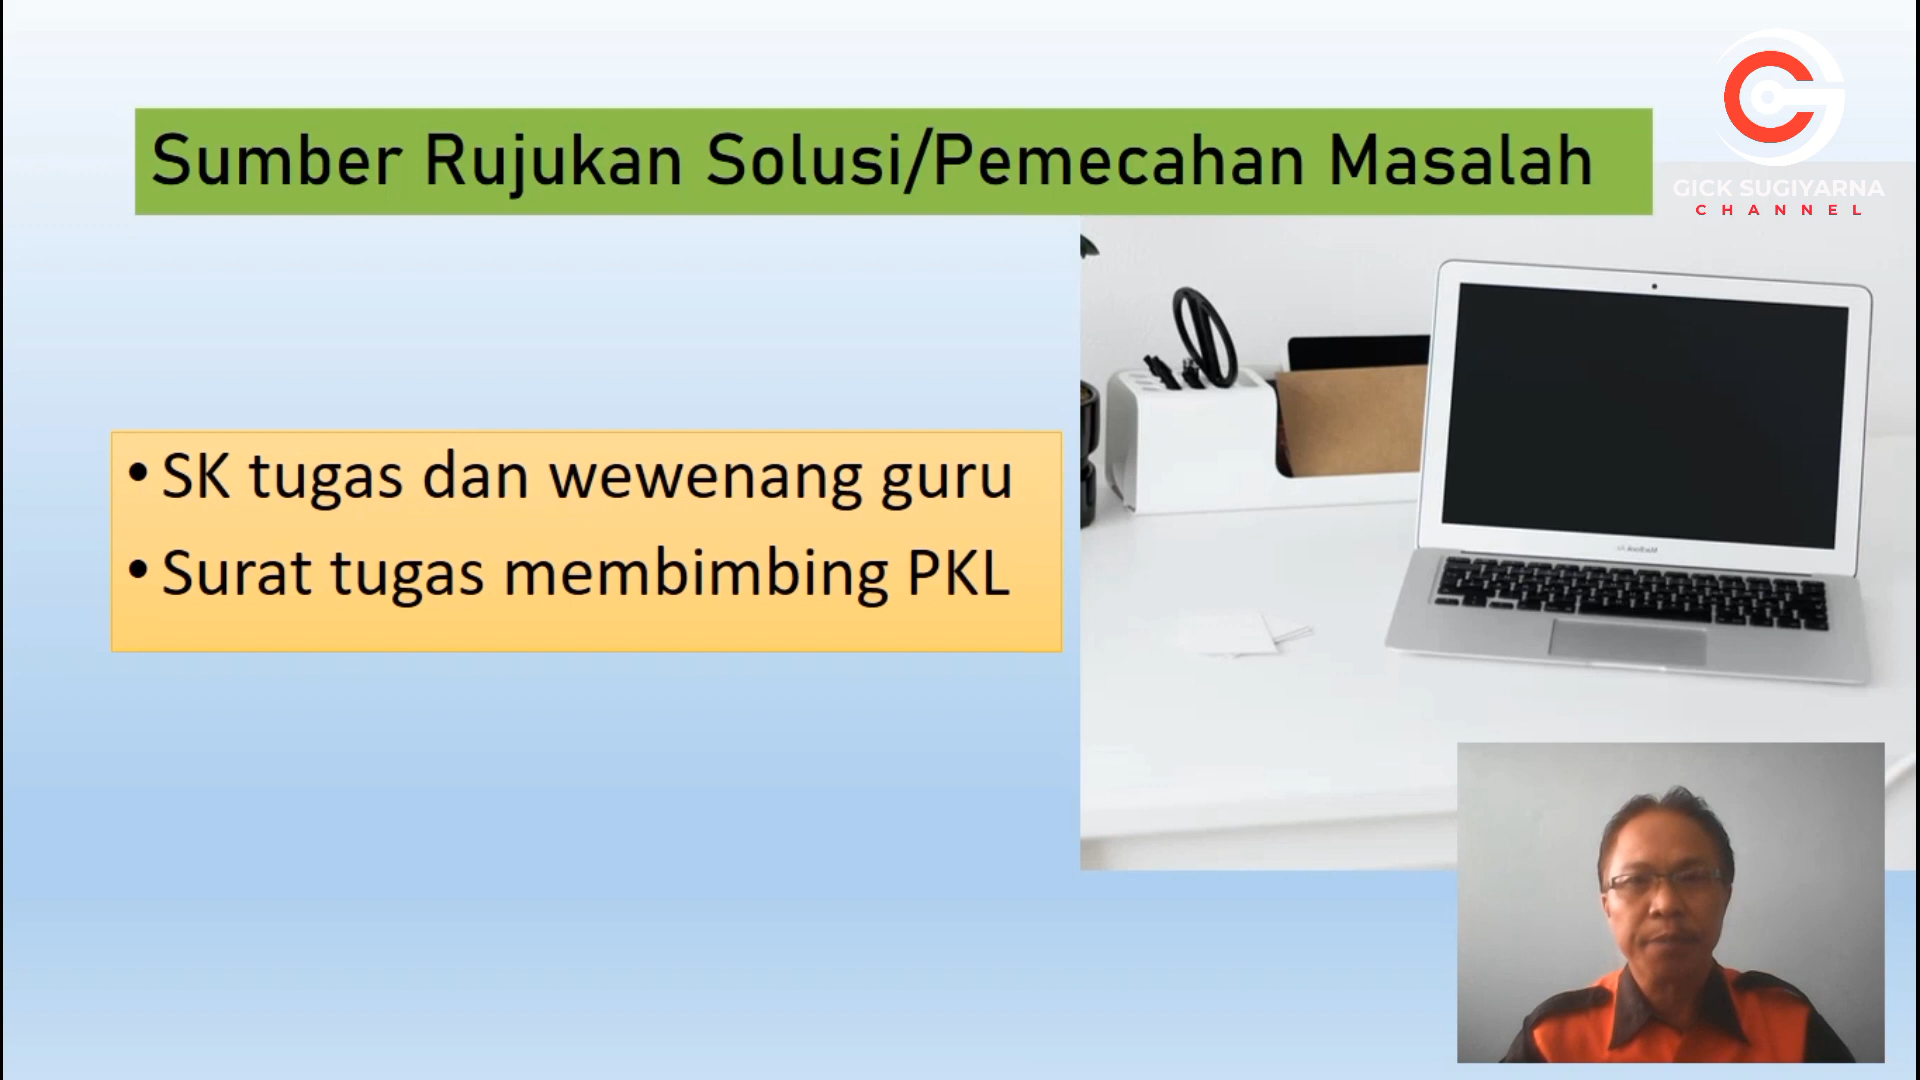 Sumber Rujukan Solusi/Pemecahan Masalah
GICK SUGIYARNA
CHANNEL
• SK tugas dan wewenang guru
• Surat tugas membimbing PKL